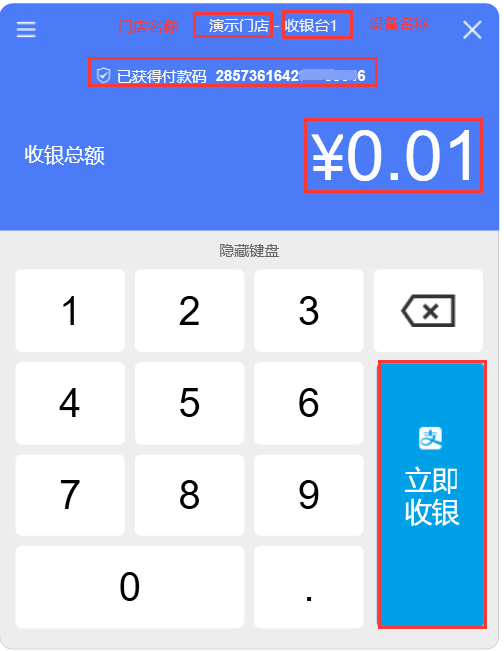 门店名称 演示门店 - 收银台1 设备名称
已获得付款码 2857361642
收银总额 ¥0.01
隐藏键盘
1 2 3
4 5 6
支
立即
收银
7 8 9
0 .